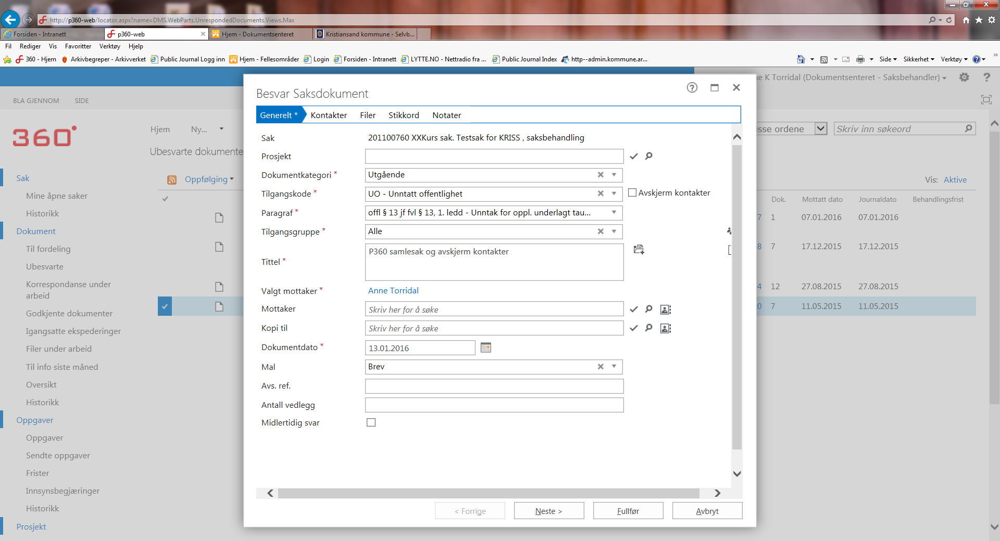 http://p360-web/locator.aspx?name=DMS.WebParts.UnrespondedDocuments.Views.Max
Forsiden - Intranett
p360-web
Hjem - Dokumentsenteret
Kristiansand kommune - Selvb...
Fil Rediger Vis Favoritter Verktøy Hjelp
360 - Hjem Arkivbegreper - Arkivverket Public Journal Logg inn Hjem - Fellesområder Login Forsiden - Intranett LYTTE.NO - Nettradio fra ... Public Journal Index http--admin.kommune.ar... Side Sikkerhet Verktøy
e K Torridal (Dokumentsenteret - Saksbehandler)
BLA GJENNOM SIDE
360°
Hjem Ny...
isse ordene Skriv inn søkeord
Ubesvarte dokumente
Oppfølging
Vis: Aktive
Dok. Mottatt dato Journaldato Behandlingsfrist
7 1 07.01.2016 07.01.2016
8 7 17.12.2015 17.12.2015
4 12 27.08.2015 27.08.2015
0 7 11.05.2015 11.05.2015
Sak
Mine åpne saker
Historikk
Dokument
Til fordeling
Ubesvarte
Korrespondanse under
arbeid
Godkjente dokumenter
Igangsatte ekspederinger
Filer under arbeid
Til info siste måned
Oversikt
Historikk
Oppgaver
Oppgaver
Sendte oppgaver
Frister
Innsynsbegjæringer
Historikk
Prosjekt
Besvar Saksdokument
Generelt * Kontakter Filer Stikkord Notater
Sak 201100760 XXKurs sak. Testsak for KRISS , saksbehandling
Prosjekt
Dokumentkategori * Utgående
Tilgangskode * UO - Unntatt offentlighet Avskjerm kontakter
Paragraf * offl § 13 jf fvl § 13, 1. ledd - Unntak for oppl. underlagt tau...
Tilgangsgruppe * Alle
Tittel * P360 samlesak og avskjerm kontakter
Valgt mottaker * Anne Torridal
Mottaker Skriv her for å søke
Kopi til Skriv her for å søke
Dokumentdato * 13.01.2016
Mal Brev
Avs. ref.
Antall vedlegg
Midlertidig svar
< Forrige Neste > Fullfør Avbryt